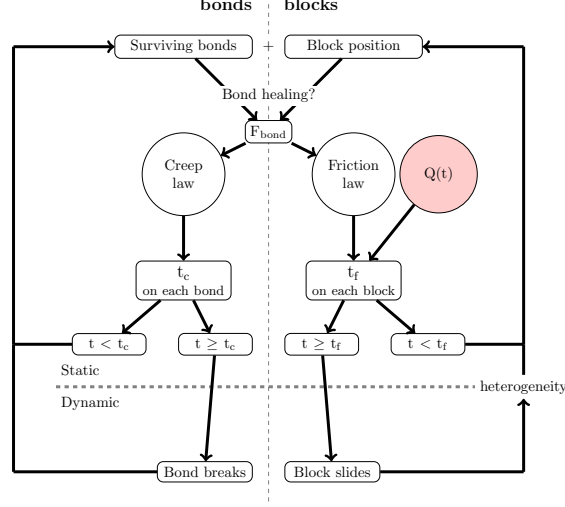 bonds blocks
Surviving bonds + Block position
Bond healing?
F_bond
Creep
law
Friction
law
Q(t)
t_c
on each bond
t_f
on each block
t < t_c
t ≥ t_c
t ≥ t_f
t < t_f
Static
heterogeneity
Dynamic
Bond breaks
Block slides